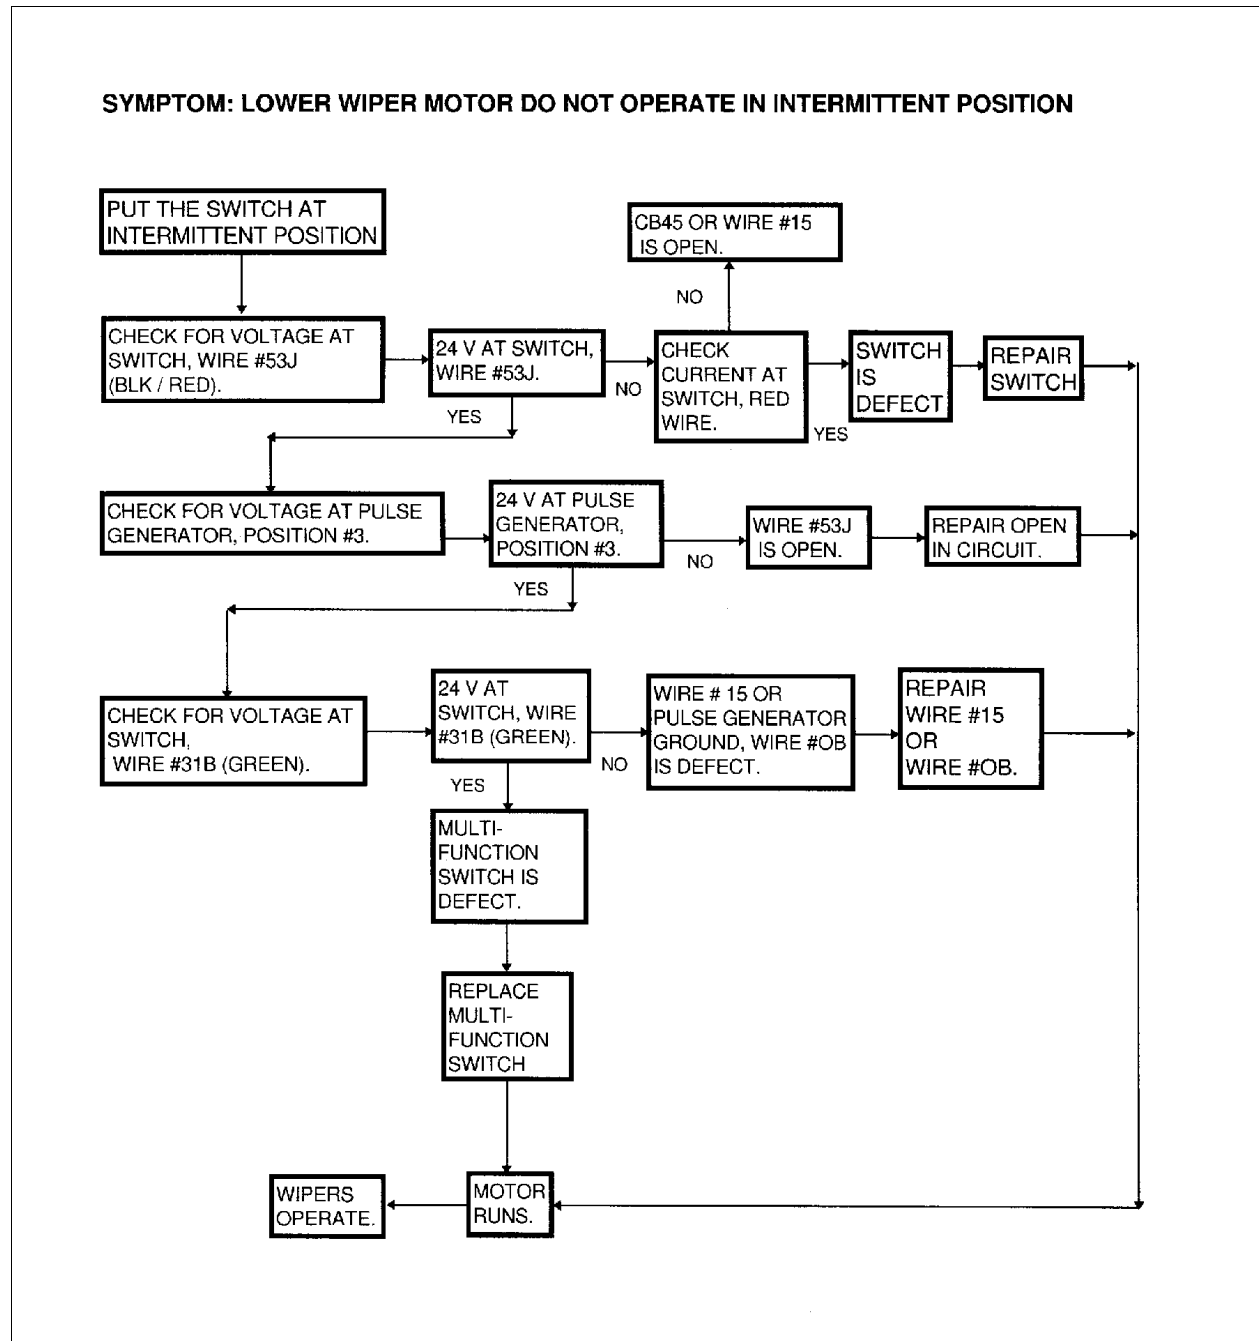 SYMPTOM: LOWER WIPER MOTOR DO NOT OPERATE IN INTERMITTENT POSITION
PUT THE SWITCH AT
INTERMITTENT POSITION
CB45 OR WIRE #15
IS OPEN.
NO
CHECK FOR VOLTAGE AT
SWITCH, WIRE #53J
(BLK / RED).
24 V AT SWITCH,
WIRE #53J.
NO
YES
CHECK
CURRENT AT
SWITCH, RED
WIRE.
YES
SWITCH
IS
DEFECT
REPAIR
SWITCH
CHECK FOR VOLTAGE AT PULSE
GENERATOR, POSITION #3.
24 V AT PULSE
GENERATOR,
POSITION #3.
NO
YES
WIRE #53J
IS OPEN.
REPAIR OPEN
IN CIRCUIT.
CHECK FOR VOLTAGE AT
SWITCH,
WIRE #31B (GREEN).
24 V AT
SWITCH, WIRE
#31B (GREEN).
NO
YES
WIRE # 15 OR
PULSE GENERATOR
GROUND, WIRE #OB
IS DEFECT.
REPAIR
WIRE #15
OR
WIRE #OB.
MULTI-
FUNCTION
SWITCH IS
DEFECT.
REPLACE
MULTI-
FUNCTION
SWITCH
WIPERS
OPERATE.
MOTOR
RUNS.